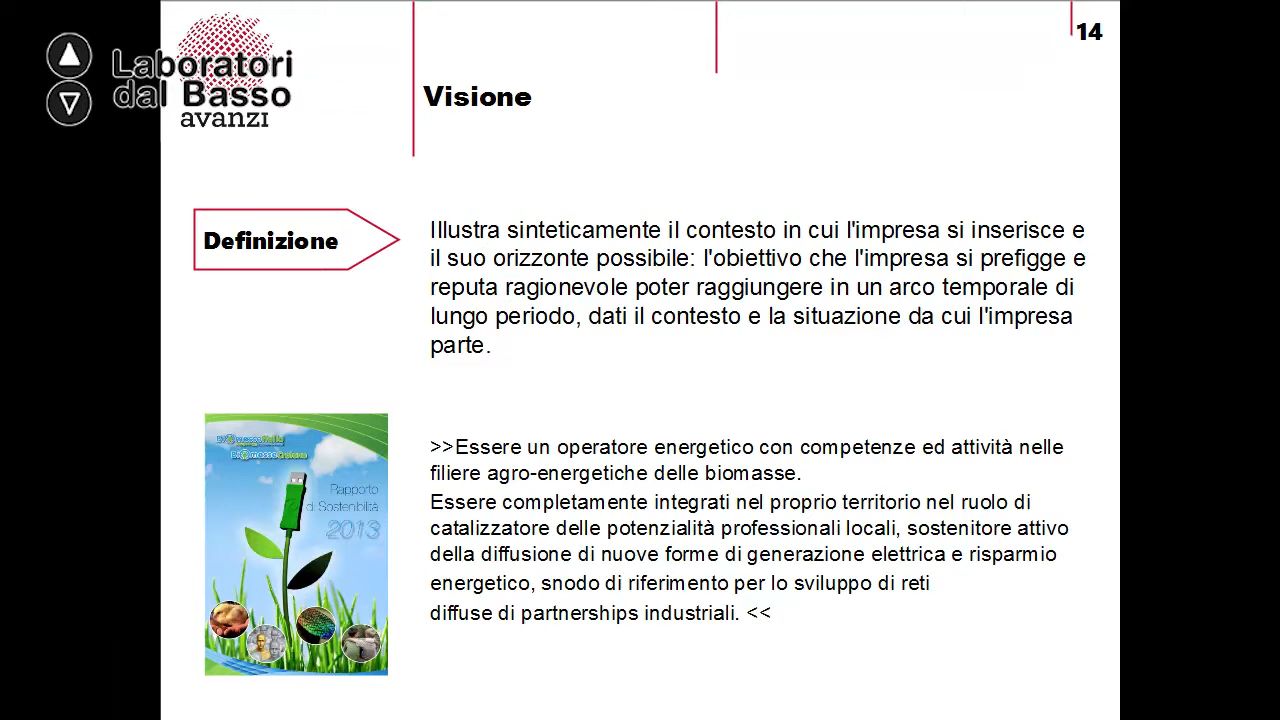 14
Laboratori
dal Basso
avanzi
Visione
Definizione
Illustra sinteticamente il contesto in cui l'impresa si inserisce e
il suo orizzonte possibile: l'obiettivo che l'impresa si prefigge e
reputa ragionevole poter raggiungere in un arco temporale di
lungo periodo, dati il contesto e la situazione da cui l'impresa
parte.
Rapporto
di Sostenibilità
2013
>>Essere un operatore energetico con competenze ed attività nelle
filiere agro-energetiche delle biomasse.
Essere completamente integrati nel proprio territorio nel ruolo di
catalizzatore delle potenzialità professionali locali, sostenitore attivo
della diffusione di nuove forme di generazione elettrica e risparmio
energetico, snodo di riferimento per lo sviluppo di reti
diffuse di partnerships industriali. <<